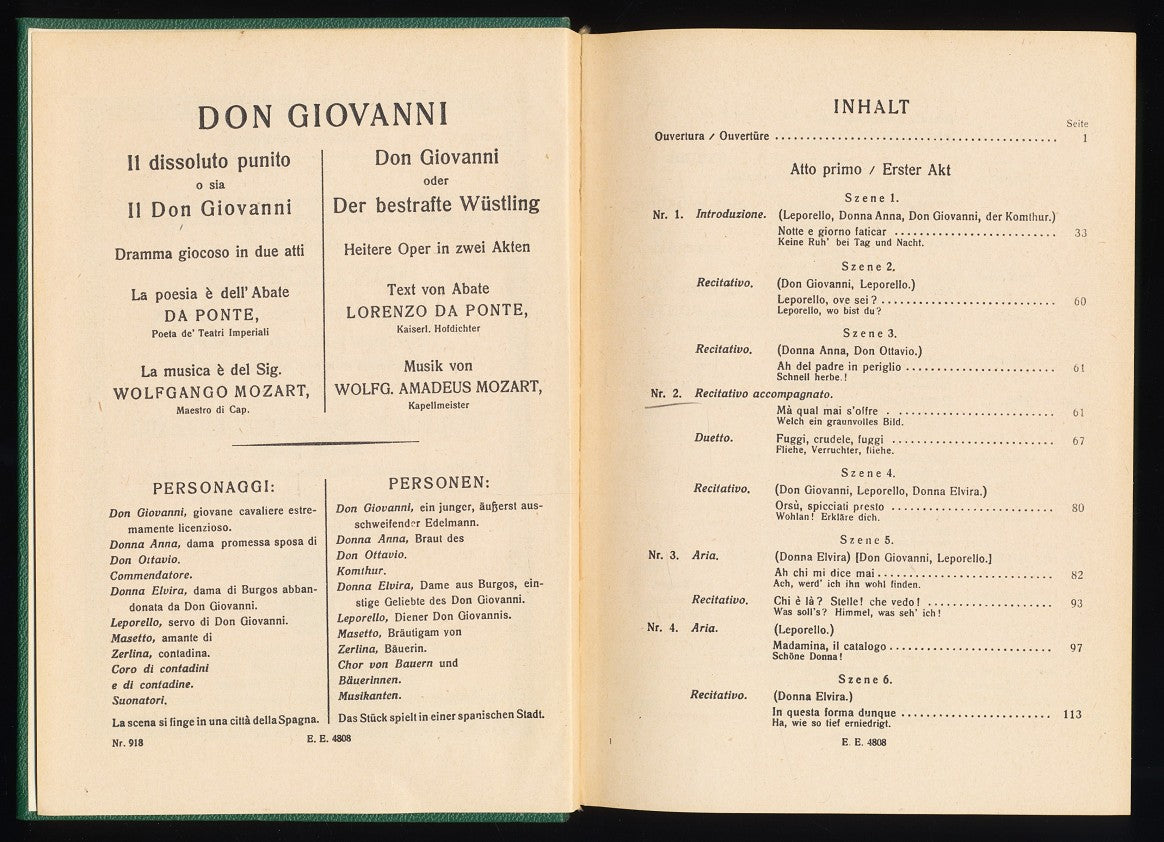 DON GIOVANNI
Il dissoluto punito
o sia
Il Don Giovanni
Dramma giocoso in due atti
La poesia è dell' Abate
DA PONTE,
Poeta de' Teatri Imperiali
La musica è del Sig.
WOLFGANGO MOZART,
Maestro di Cap.
Don Giovanni
oder
Der bestrafte Wüstling
Heitere Oper in zwei Akten
Text von Abate
LORENZO DA PONTE,
Kaiserl. Hofdichter
Musik von
WOLFG. AMADEUS MOZART,
Kapellmeister
PERSONAGGI:
Don Giovanni, giovane cavaliere estre-
mamente licenzioso.
Donna Anna, dama promessa sposa di
Don Ottavio.
Commendatore.
Donna Elvira, dama di Burgos abban-
donata da Don Giovanni.
Leporello, servo di Don Giovanni.
Masetto, amante di
Zerlina, contadina.
Coro di contadini
e di contadine.
Suonatori.
La scena si finge in una città della Spagna.
PERSONEN:
Don Giovanni, ein junger, äußerst aus-
schweifender Edelmann.
Donna Anna, Braut des
Don Ottavio.
Komthur.
Donna Elvira, Dame aus Burgos, ein-
stige Geliebte des Don Giovanni.
Leporello, Diener Don Giovannis.
Masetto, Bräutigam von
Zerlina, Bäuerin.
Chor von Bauern und
Bäuerinnen.
Musikanten.
Das Stück spielt in einer spanischen Stadt.
Nr. 918 E. E. 4808
INHALT
Seite
Ouvertura / Ouvertüre ........ 1
Atto primo / Erster Akt
Szene 1.
Nr. 1. Introduzione. (Leporello, Donna Anna, Don Giovanni, der Komthur.)
Notte e giorno faticar ........ 33
Keine Ruh' bei Tag und Nacht.
Szene 2.
Recitativo. (Don Giovanni, Leporello.)
Leporello, ove sei? ........ 60
Leporello, wo bist du?
Szene 3.
Recitativo. (Donna Anna, Don Ottavio.)
Ah del padre in periglio ........ 61
Schnell herbe.!
Nr. 2. Recitativo accompagnato.
Mà qual mai s'offre ........ 61
Welch ein graunvolles Bild.
Duetto. Fuggi, crudele, fuggi ........ 67
Fliehe, Verruchter, fliehe.
Szene 4.
Recitativo. (Don Giovanni, Leporello, Donna Elvira.)
Orsù, spicciati presto ........ 80
Wohlan! Erkläre dich.
Szene 5.
Nr. 3. Aria. (Donna Elvira) [Don Giovanni, Leporello.]
Ah chi mi dice mai ........ 82
Ach, werd' ich ihn wohl finden.
Recitativo. Chi è là? Stelle! che vedo! ........ 93
Was soll's? Himmel, was seh' ich!
Nr. 4. Aria. (Leporello.)
Madamina, il catalogo ........ 97
Schöne Donna!
Szene 6.
Recitativo. (Donna Elvira.)
In questa forma dunque ........ 113
Ha, wie so tief erniedrigt.
E. E. 4808